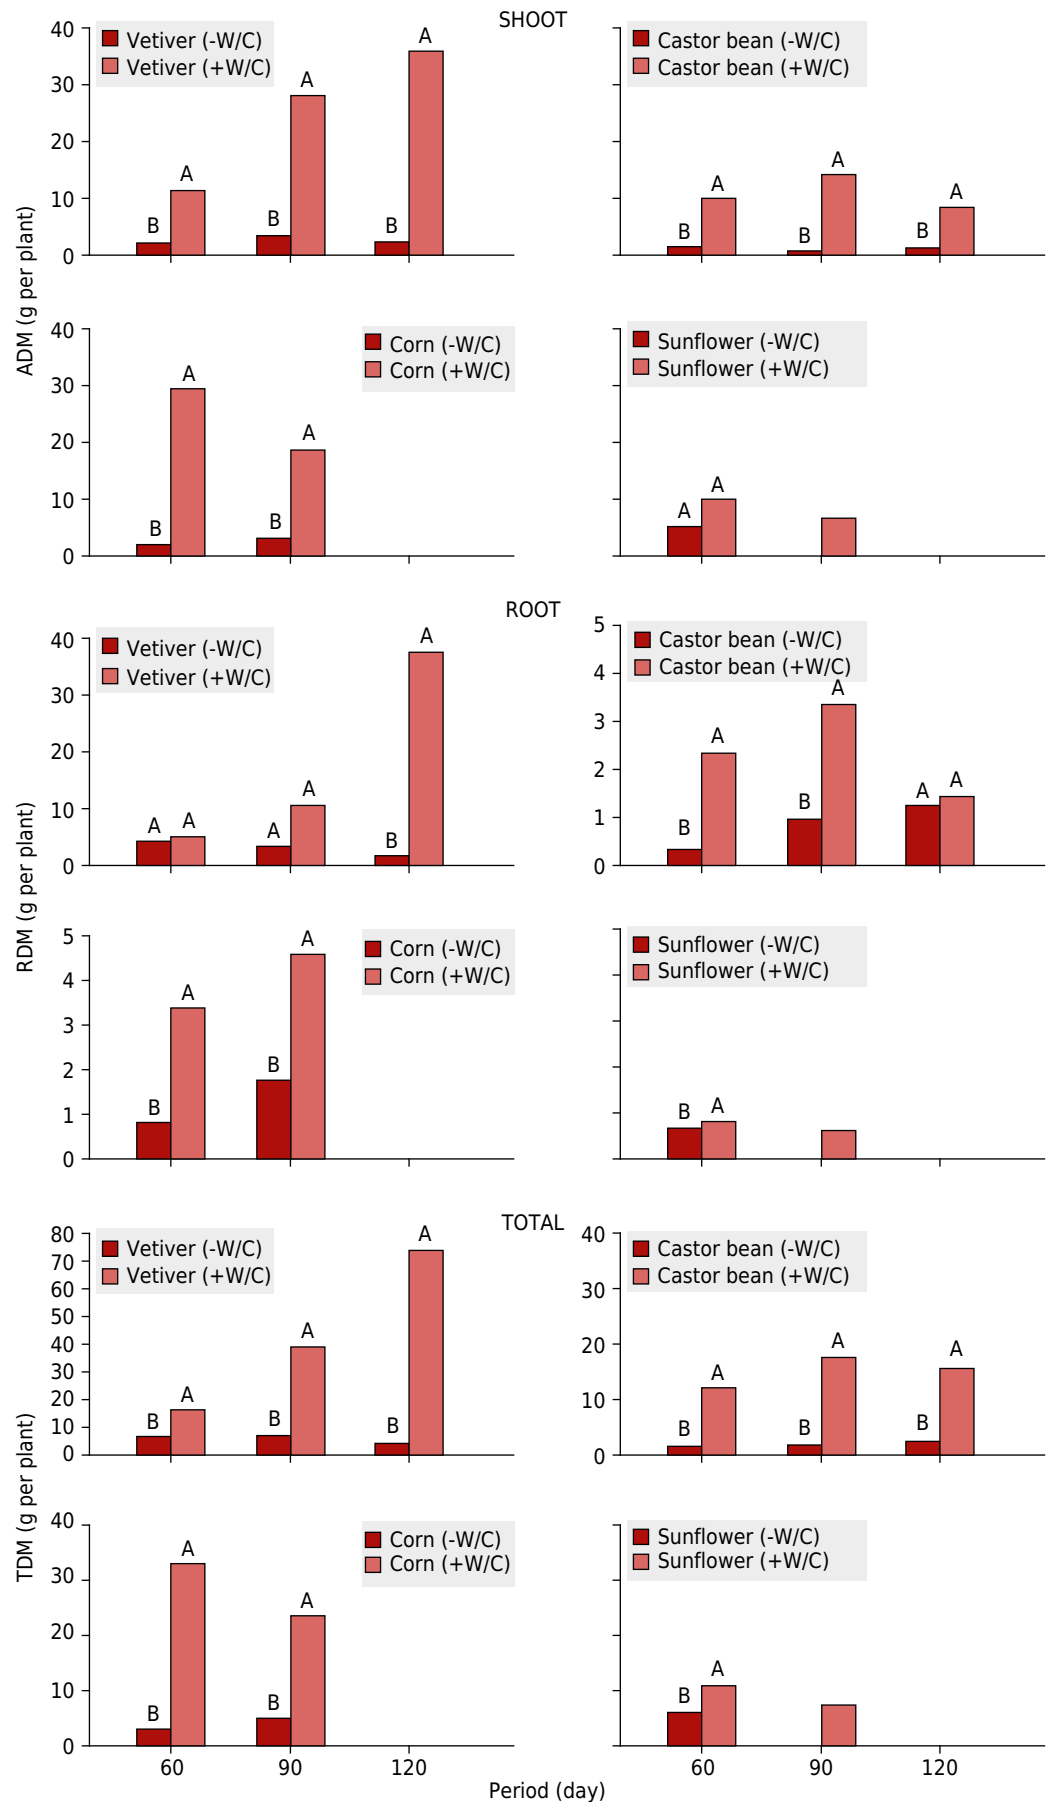 SHOOT
ADM (g per plant)
40
30
20
10
0
Vetiver (-W/C)
Vetiver (+W/C)
B
A
B
A
B
A
Castor bean (-W/C)
Castor bean (+W/C)
B
A
B
A
B
A
40
30
20
10
0
Corn (-W/C)
Corn (+W/C)
B
A
B
A
Sunflower (-W/C)
Sunflower (+W/C)
A
A
ROOT
RDM (g per plant)
40
30
20
10
0
Vetiver (-W/C)
Vetiver (+W/C)
A
A
A
A
B
A
5
4
3
2
1
0
Castor bean (-W/C)
Castor bean (+W/C)
B
A
B
A
A
A
5
4
3
2
1
0
Corn (-W/C)
Corn (+W/C)
B
A
B
A
Sunflower (-W/C)
Sunflower (+W/C)
B
A
TOTAL
TDM (g per plant)
80
70
60
50
40
30
20
10
0
Vetiver (-W/C)
Vetiver (+W/C)
B
A
B
A
B
A
40
30
20
10
0
Castor bean (-W/C)
Castor bean (+W/C)
B
A
B
A
B
A
40
30
20
10
0
Corn (-W/C)
Corn (+W/C)
B
A
B
A
60
90
120
Sunflower (-W/C)
Sunflower (+W/C)
B
A
60
90
120
Period (day)